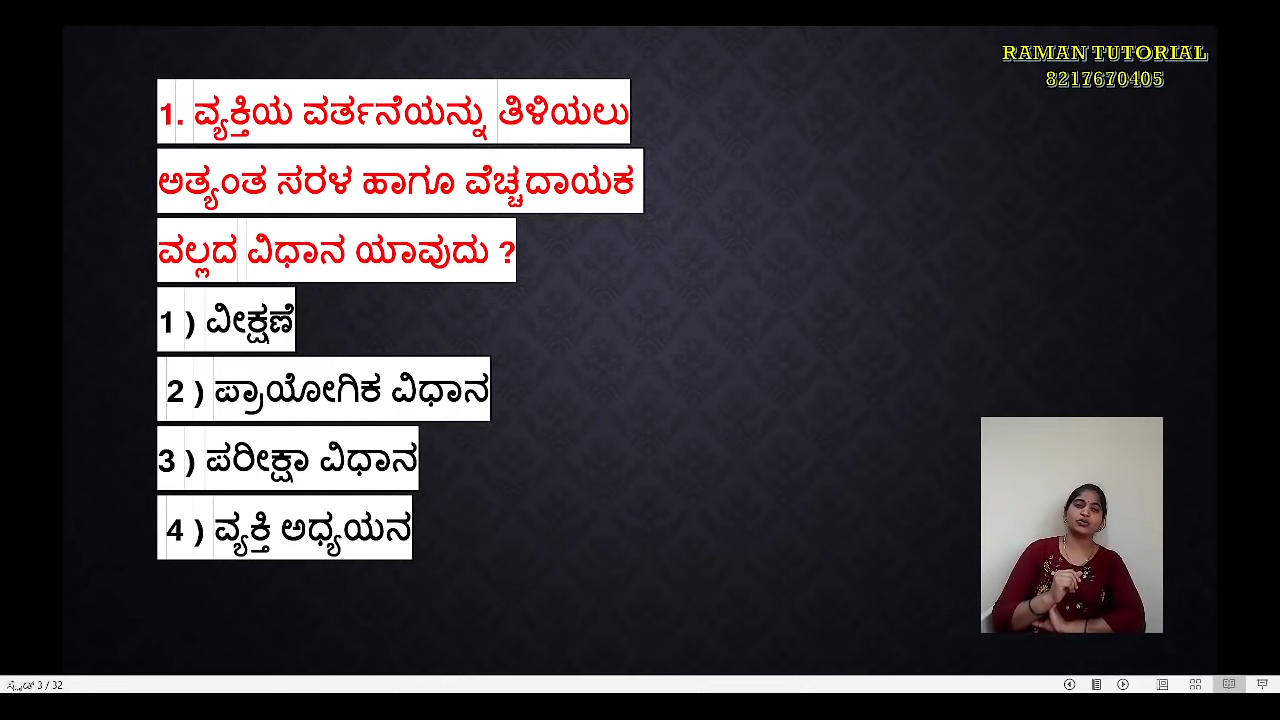 RAMAN TUTORIAL
8217670405
1. ವ್ಯಕ್ತಿಯ ವರ್ತನೆಯನ್ನು ತಿಳಿಯಲು
ಅತ್ಯಂತ ಸರಳ ಹಾಗೂ ವೆಚ್ಚದಾಯಕ
ವಲ್ಲದ ವಿಧಾನ ಯಾವುದು ?
1 ) ವೀಕ್ಷಣೆ
2 ) ಪ್ರಾಯೋಗಿಕ ವಿಧಾನ
3 ) ಪರೀಕ್ಷಾ ವಿಧಾನ
4 ) ವ್ಯಕ್ತಿ ಅಧ್ಯಯನ
ಸ್ಲೈಡ್ 3 / 32